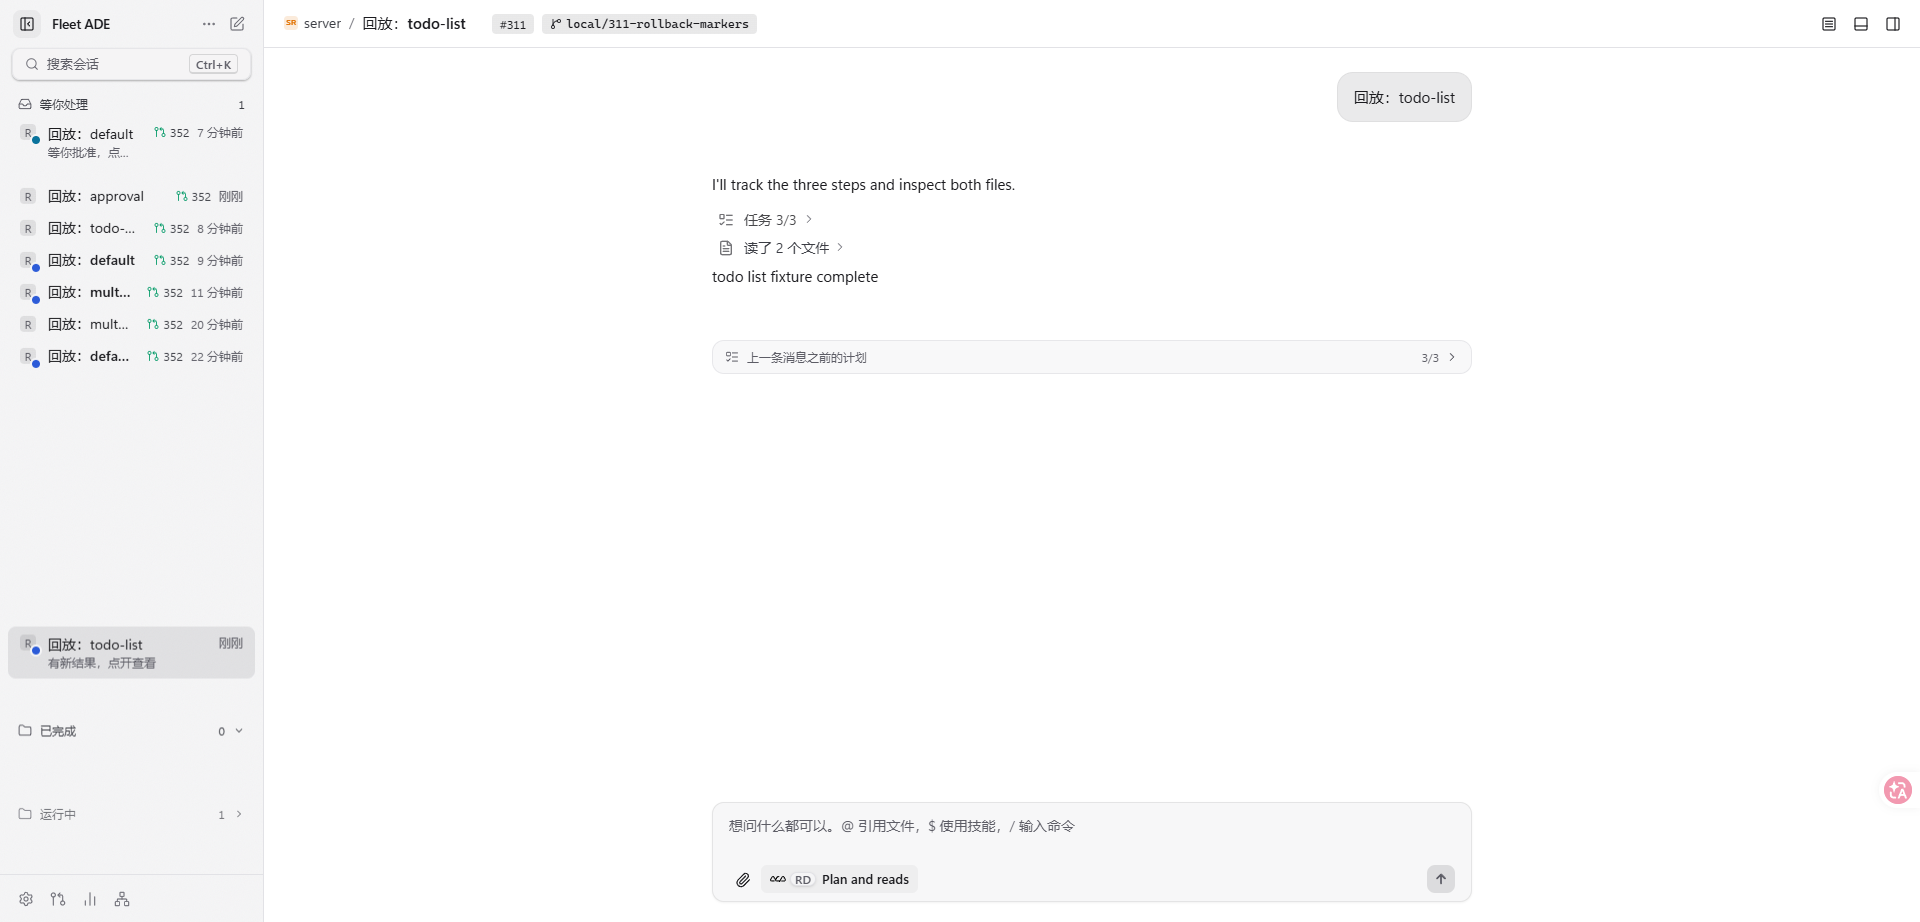 Fleet ADE
搜索会话 Ctrl+K
等你处理 1
R 回放：default 352 7 分钟前
等你批准，点...
R 回放：approval 352 刚刚
R 回放：todo-... 352 8 分钟前
R 回放：default 352 9 分钟前
R 回放：mult... 352 11 分钟前
R 回放：mult... 352 20 分钟前
R 回放：defa... 352 22 分钟前
R 回放：todo-list 刚刚
有新结果，点开查看
已完成 0
运行中 1
SR server / 回放：todo-list #311 local/311-rollback-markers
回放：todo-list
I'll track the three steps and inspect both files.
任务 3/3
读了 2 个文件
todo list fixture complete
上一条消息之前的计划 3/3
想问什么都可以。@ 引用文件，$ 使用技能，/ 输入命令
RD Plan and reads